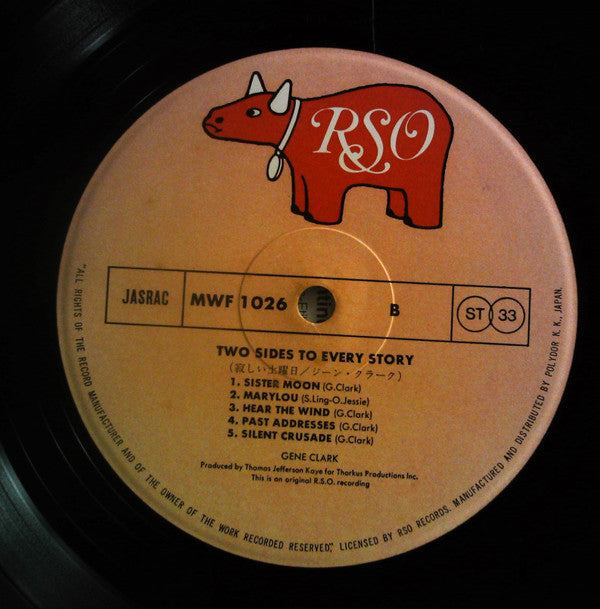 RSO
JASRAC
MWF 1026
B
ST 33
TWO SIDES TO EVERY STORY
(寂しい土曜日/ジーン・クラーク)
1. SISTER MOON (G.Clark)
2. MARYLOU (S.Ling-O.Jessie)
3. HEAR THE WIND (G.Clark)
4. PAST ADDRESSES (G.Clark)
5. SILENT CRUSADE (G.Clark)
GENE CLARK
Produced by Thomas Jefferson Kaye for Tharkus Productions Inc.
This is an original R.S.O. recording
"ALL RIGHTS OF THE RECORD MANUFACTURER AND OF THE OWNER OF THE WORK RECORDED RESERVED", LICENSED BY RSO RECORDS. MANUFACTURED AND DISTRIBUTED BY POLYDOR K. K., JAPAN.